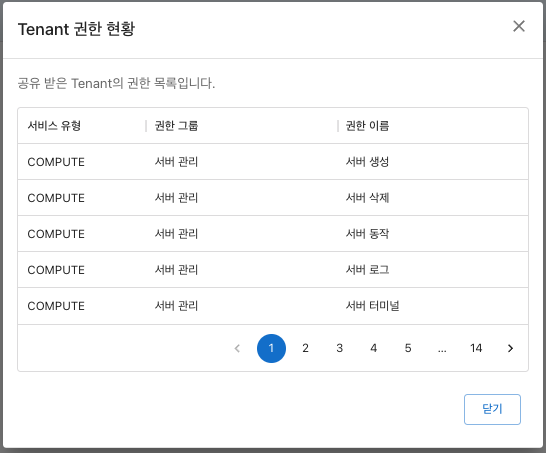 Tenant 권한 현황
공유 받은 Tenant의 권한 목록입니다.
서비스 유형 권한 그룹 권한 이름
COMPUTE 서버 관리 서버 생성
COMPUTE 서버 관리 서버 삭제
COMPUTE 서버 관리 서버 동작
COMPUTE 서버 관리 서버 로그
COMPUTE 서버 관리 서버 터미널
1 2 3 4 5 ... 14
닫기